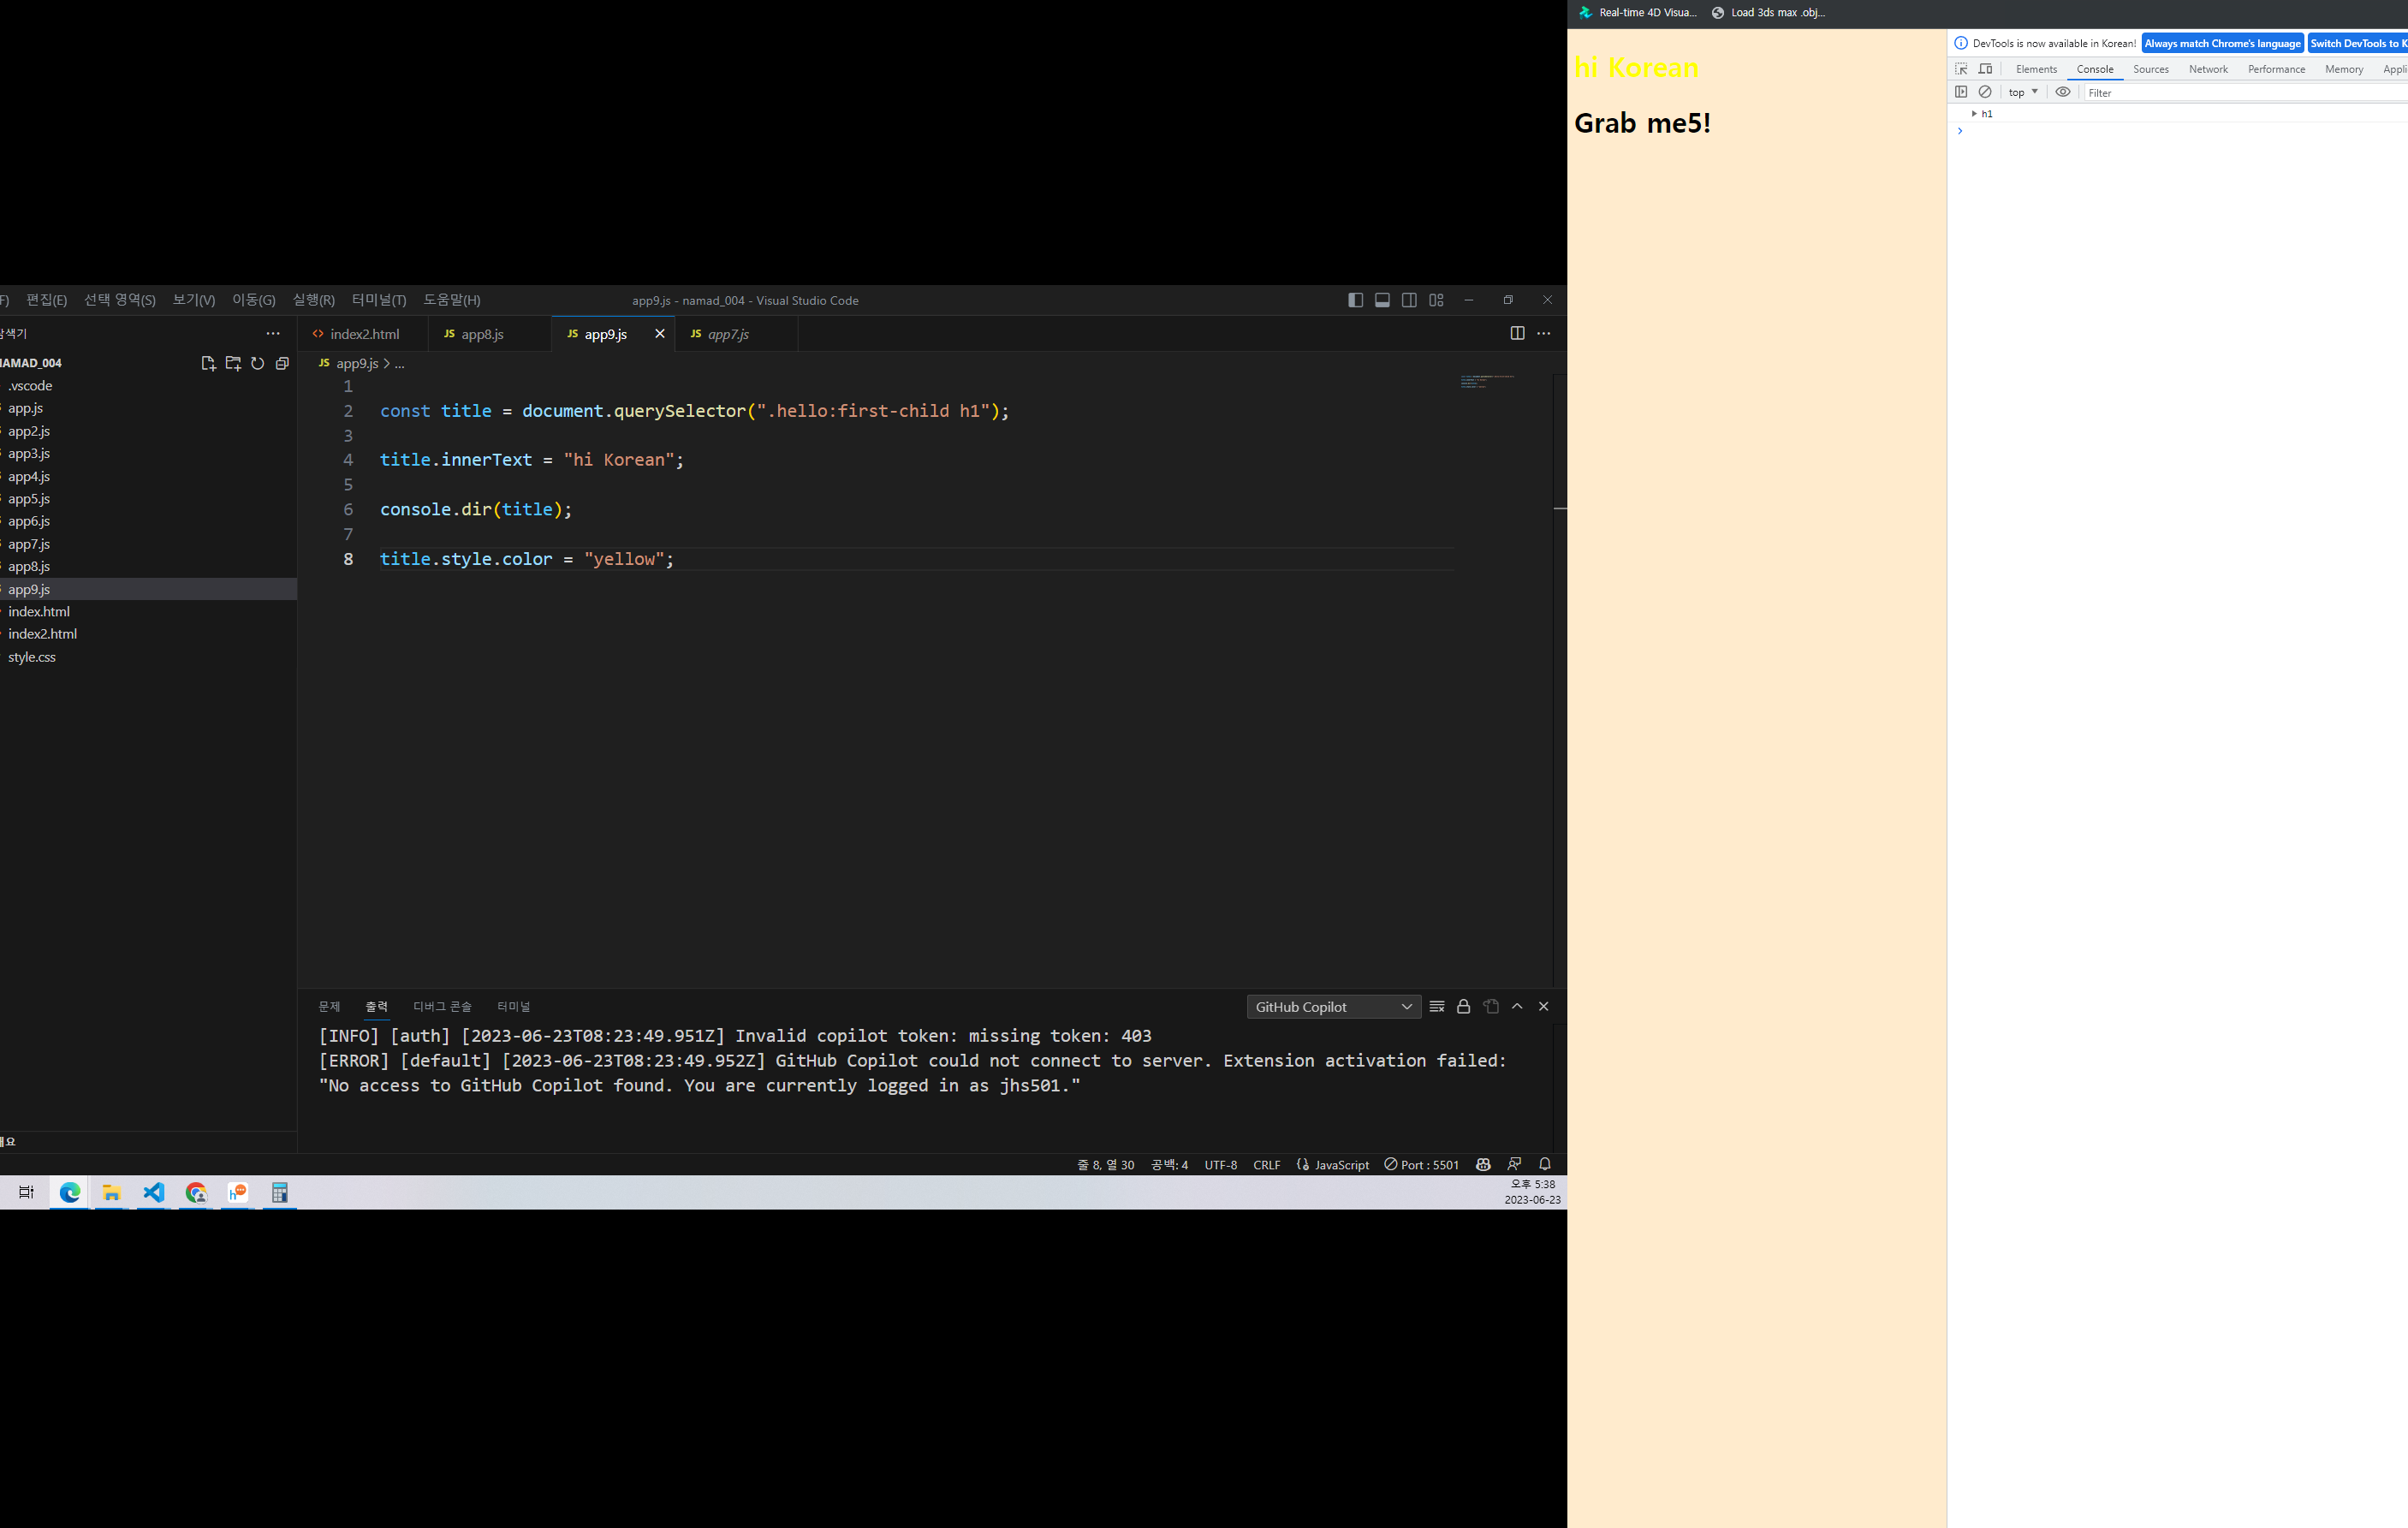 F) 편집(E) 선택 영역(S) 보기(V) 이동(G) 실행(R) 터미널(T) 도움말(H) app9.js - namad_004 - Visual Studio Code
탐색기 ...
NAMAD_004
.vscode
app.js
app2.js
app3.js
app4.js
app5.js
app6.js
app7.js
app8.js
app9.js
index.html
index2.html
style.css
index2.html JS app8.js JS app9.js JS app7.js
JS app9.js > ...
1
2 const title = document.querySelector(".hello:first-child h1");
3
4 title.innerText = "hi Korean";
5
6 console.dir(title);
7
8 title.style.color = "yellow";
문제 출력 디버그 콘솔 터미널 GitHub Copilot
[INFO] [auth] [2023-06-23T08:23:49.951Z] Invalid copilot token: missing token: 403
[ERROR] [default] [2023-06-23T08:23:49.952Z] GitHub Copilot could not connect to server. Extension activation failed:
"No access to GitHub Copilot found. You are currently logged in as jhs501."
개요
줄 8, 열 30 공백: 4 UTF-8 CRLF JavaScript Port : 5501
오후 5:38
2023-06-23
Real-time 4D Visua... Load 3ds max .obj...
hi Korean
Grab me5!
DevTools is now available in Korean! Always match Chrome's language Switch DevTools to K
Elements Console Sources Network Performance Memory Appli
top Filter
h1